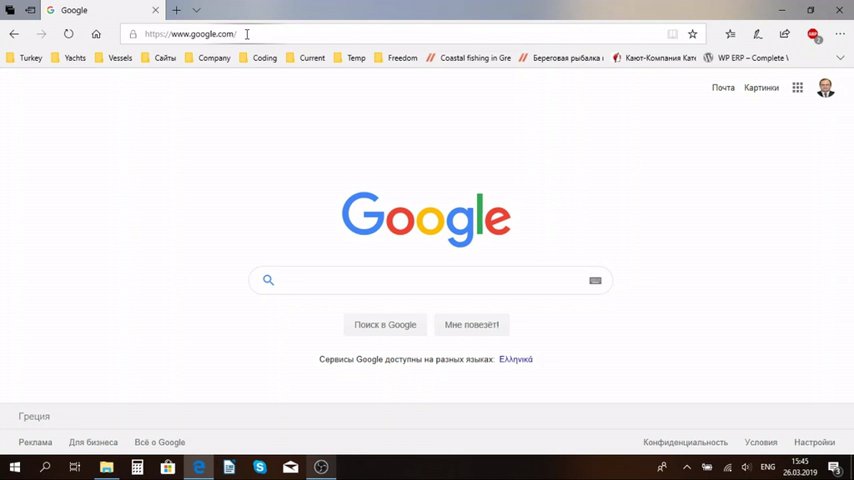 Google
https://www.google.com/
Turkey Yachts Vessels Сайты Company Coding Current Temp Freedom Coastal fishing in Gre Береговая рыбалка Кают-Компания Кате WP ERP – Complete
Почта Картинки
Google
Поиск в Google Мне повезёт!
Сервисы Google доступны на разных языках: Ελληνικά
Греция
Реклама Для бизнеса Всё о Google Конфиденциальность Условия Настройки
ENG 15:45
26.03.2019